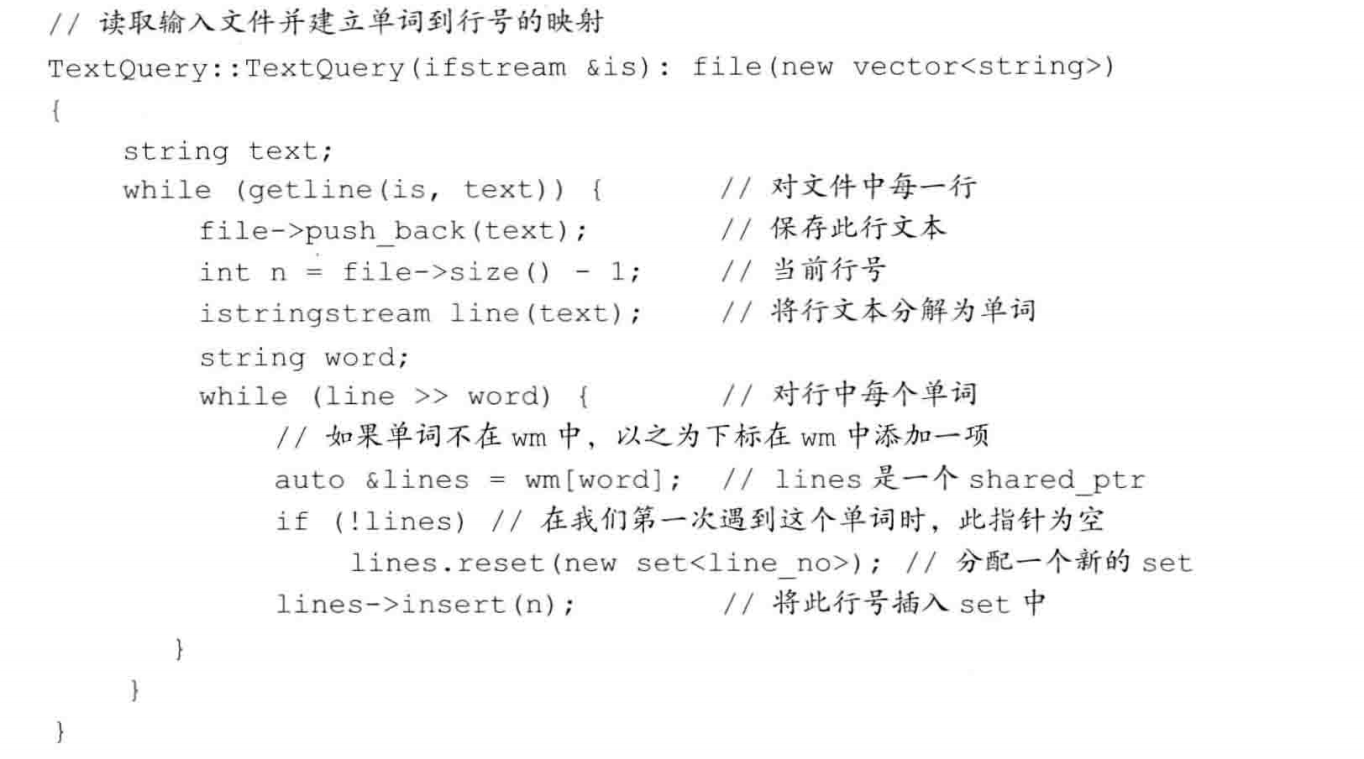 // 读取输入文件并建立单词到行号的映射
TextQuery::TextQuery(ifstream &is): file(new vector<string>)
{
    string text;
    while (getline(is, text)) {       // 对文件中每一行
        file->push_back(text);        // 保存此行文本
        int n = file->size() - 1;     // 当前行号
        istringstream line(text);     // 将行文本分解为单词
        string word;
        while (line >> word) {        // 对行中每个单词
            // 如果单词不在 wm 中，以之为下标在 wm 中添加一项
            auto &lines = wm[word];  // lines 是一个 shared_ptr
            if (!lines) // 在我们第一次遇到这个单词时，此指针为空
                lines.reset(new set<line_no>); // 分配一个新的 set
            lines->insert(n);         // 将此行号插入 set 中
        }
    }
}